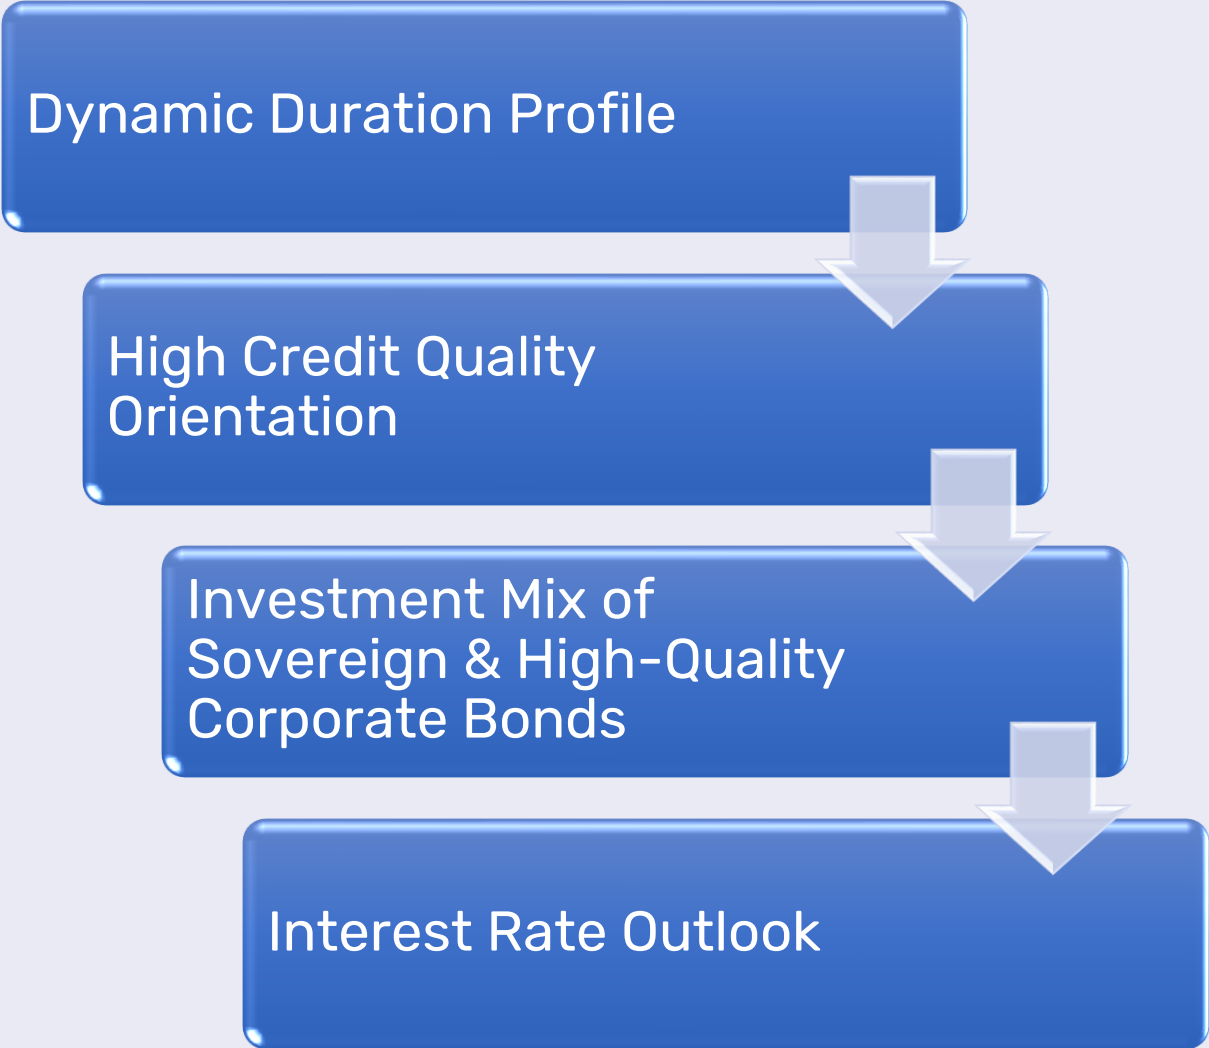 Dynamic Duration Profile
High Credit Quality
Orientation
Investment Mix of
Sovereign & High-Quality
Corporate Bonds
Interest Rate Outlook